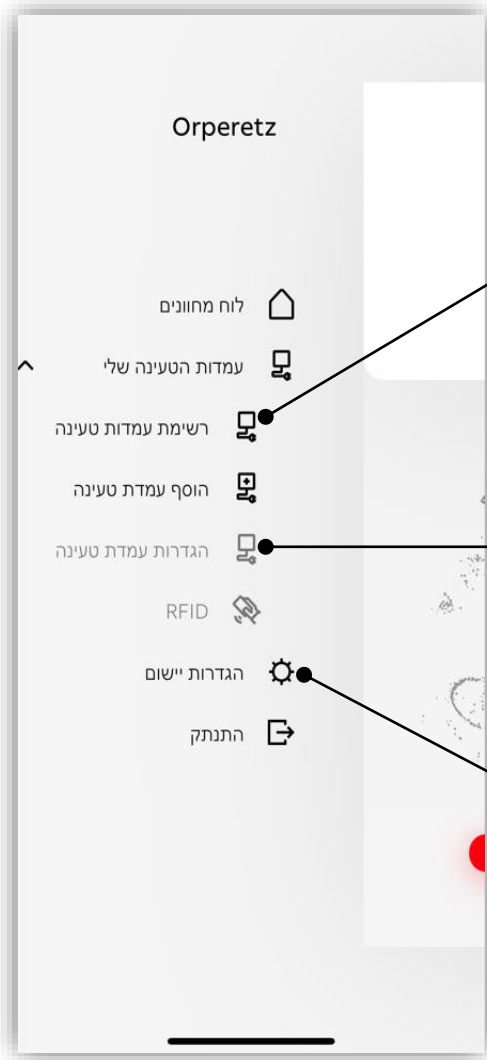 Orperetz
לוח מחוונים
עמדות הטעינה שלי
רשימת עמדות טעינה
הוסף עמדת טעינה
הגדרות עמדת טעינה
RFID
הגדרות יישום
התנתק